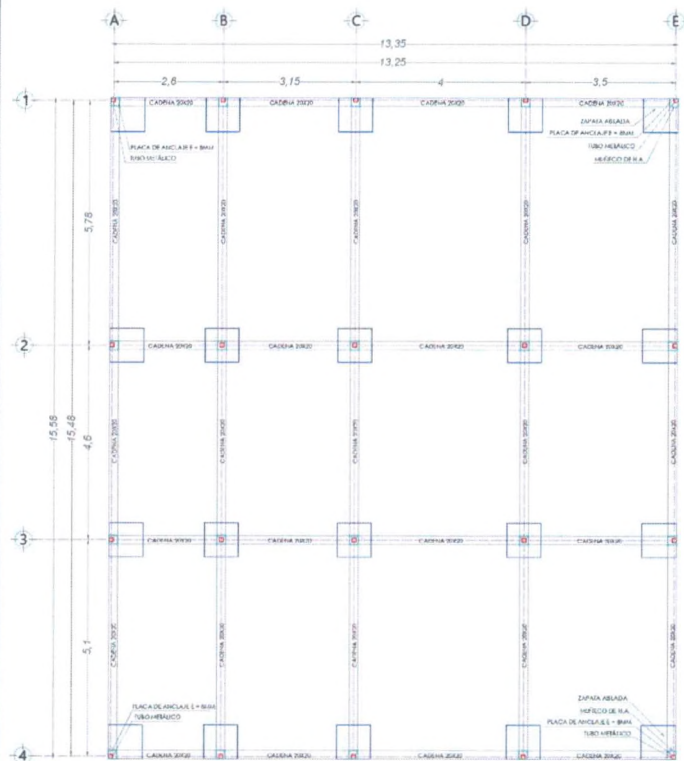 A B C D E
13,35
13,25
2,6 3,15 4 3,5
1
CADENA 20X20 CADENA 20X20 CADENA 20X20 CADENA 20X20
ZAPATA AISLADA
PLACA DE ANCLAJE E = 8MM
TUBO METÁLICO
MUÑECO DE H.A.
PLACA DE ANCLAJE E = 8MM
TUBO METÁLICO
5,78
CADENA 20X20 CADENA 20X20 CADENA 20X20 CADENA 20X20 CADENA 20X20
2
CADENA 20X20 CADENA 20X20 CADENA 20X20 CADENA 20X20
15,58
15,48
4,6
CADENA 20X20 CADENA 20X20 CADENA 20X20 CADENA 20X20 CADENA 20X20
3
CADENA 20X20 CADENA 20X20 CADENA 20X20 CADENA 20X20
5,1
CADENA 20X20 CADENA 20X20 CADENA 20X20 CADENA 20X20 CADENA 20X20
PLACA DE ANCLAJE E = 8MM
TUBO METÁLICO
ZAPATA AISLADA
MUÑECO DE H.A.
PLACA DE ANCLAJE E = 8MM
TUBO METÁLICO
4
CADENA 20X20 CADENA 20X20 CADENA 20X20 CADENA 20X20